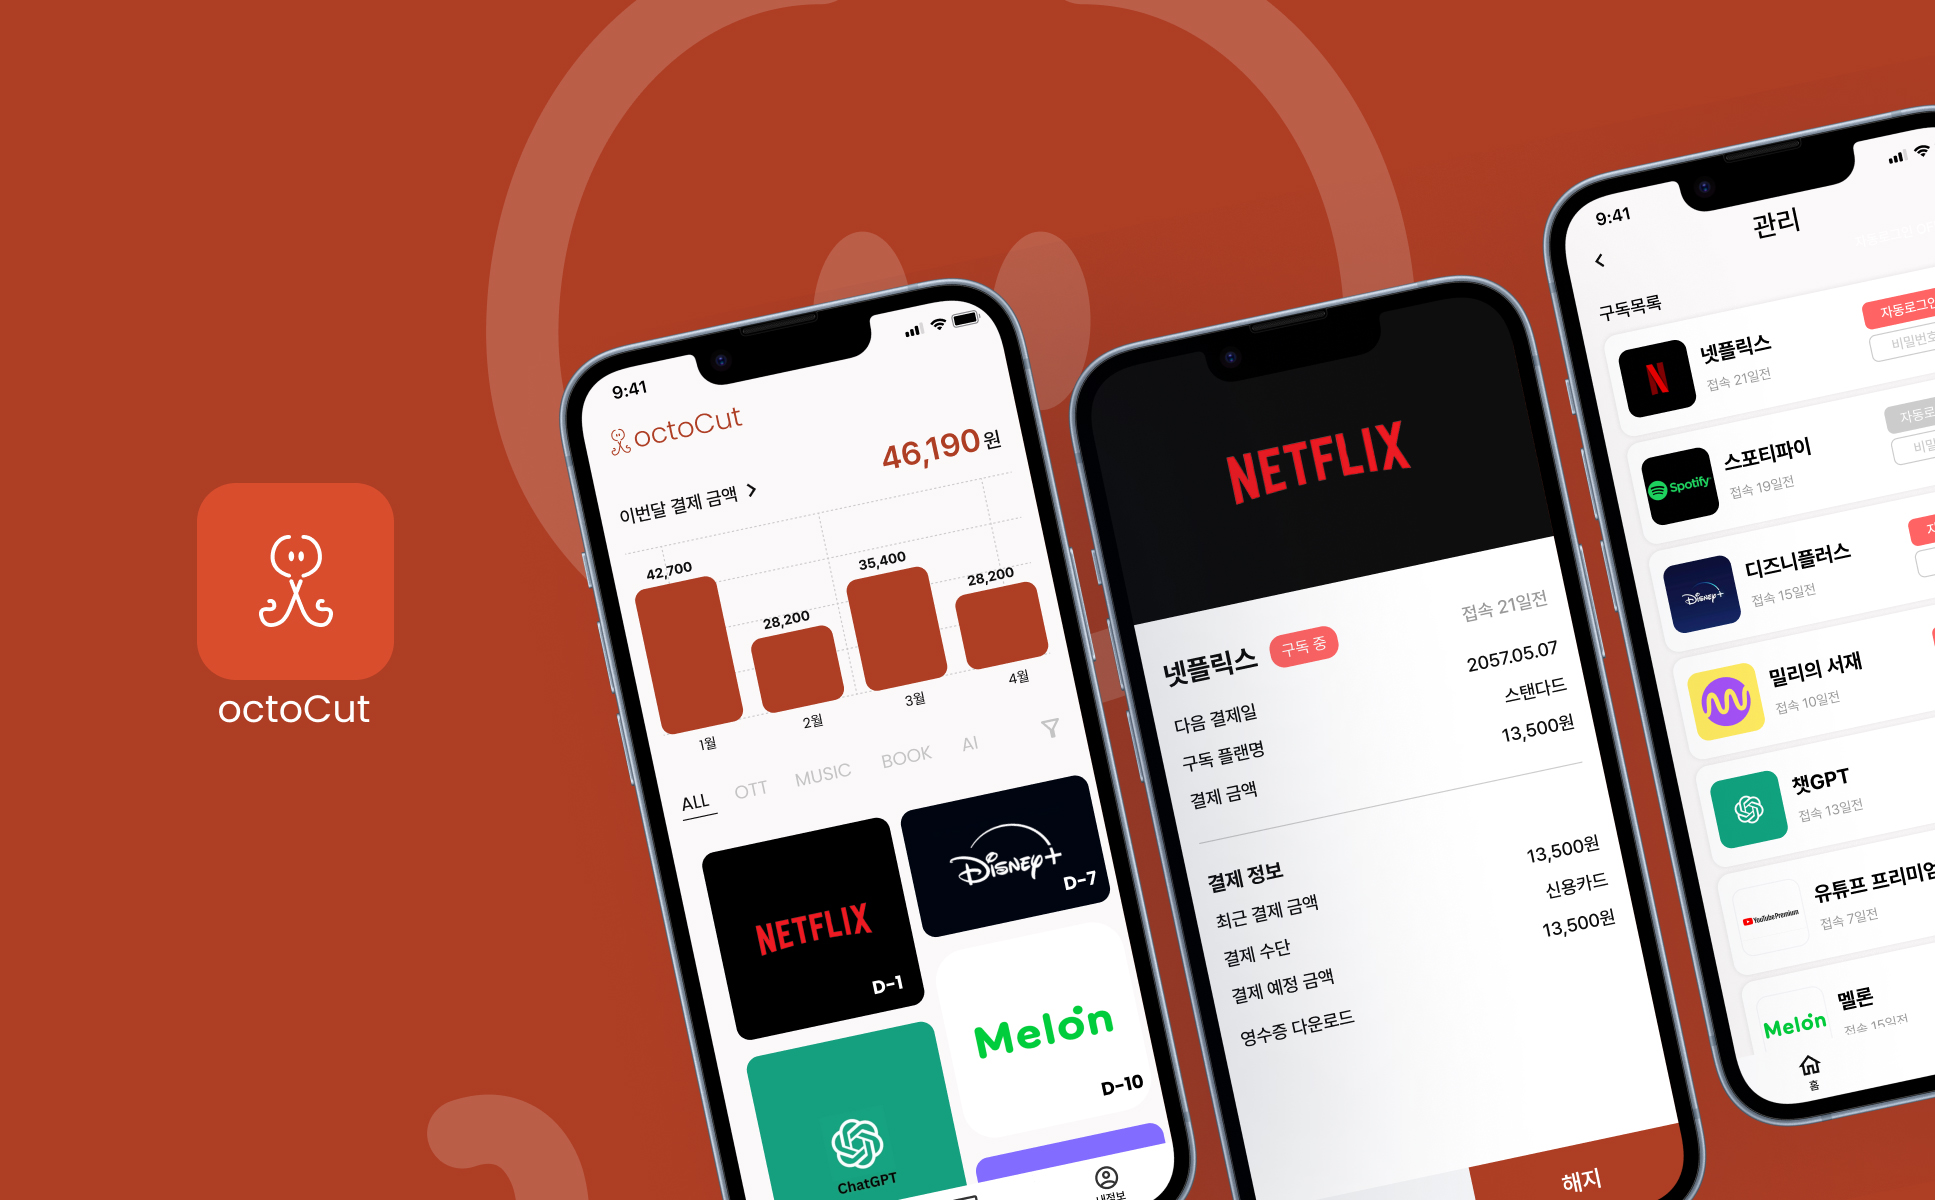 octoCut
9:41
octoCut
46,190원
이번달 결제 금액
42,700
28,200
35,400
28,200
1월
2월
3월
4월
ALL
OTT
MUSIC
BOOK
AI
NETFLIX
D-1
Disney+
D-7
Melon
D-10
ChatGPT
내정보
NETFLIX
접속 21일전
넷플릭스
구독 중
다음 결제일
2057.05.07
구독 플랜명
스탠다드
결제 금액
13,500원
결제 정보
최근 결제 금액
13,500원
결제 수단
신용카드
결제 예정 금액
13,500원
영수증 다운로드
해지
9:41
관리
구독목록
N
넷플릭스
접속 21일전
자동로그인
비밀번호
Spotify
스포티파이
접속 19일전
자동로
비밀
Disney+
디즈니플러스
접속 15일전
밀리의 서재
접속 10일전
챗GPT
접속 13일전
YouTube Premium
유튜프 프리미엄
접속 7일전
Melon
멜론
접속 15일전
홈